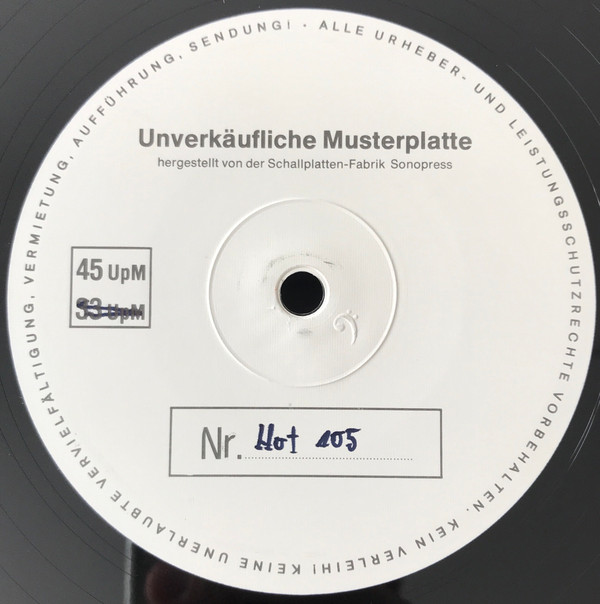 ALLE URHEBER- UND LEISTUNGSSCHUTZRECHTE VORBEHALTEN. KEIN VERLEIH! KEINE UNERLAUBTE VERVIELFÄLTIGUNG, VERMIETUNG, AUFFÜHRUNG, SENDUNG! ·
Unverkäufliche Musterplatte
hergestellt von der Schallplatten-Fabrik Sonopress
45 UpM
33 UpM
Nr. Hot 105